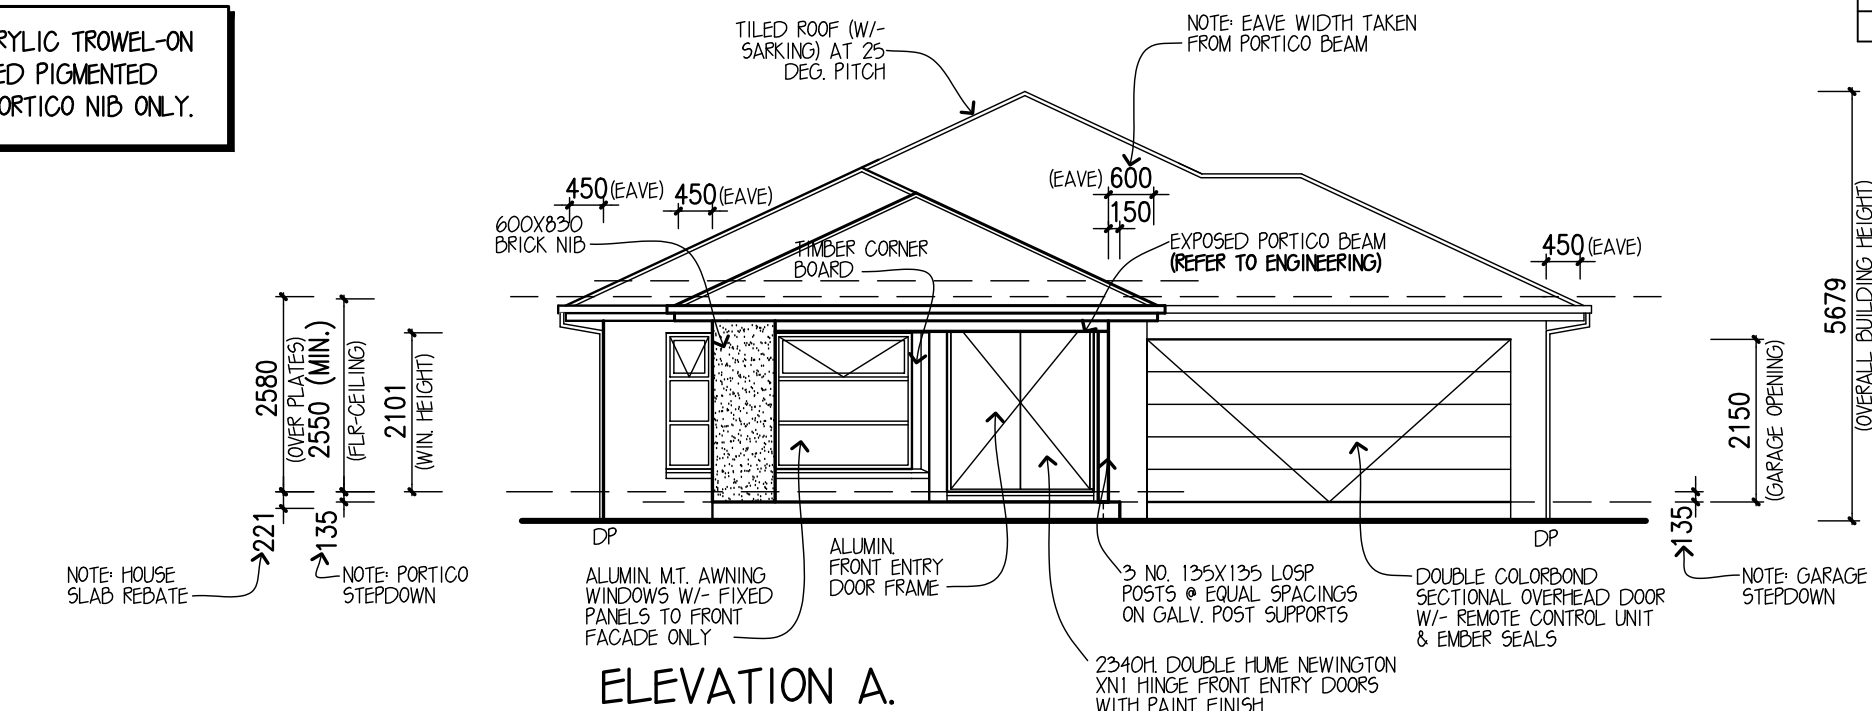 RYLIC TROWEL-ON
ED PIGMENTED
ORTICO NIB ONLY.
TILED ROOF (W/-
SARKING) AT 25
DEG. PITCH
NOTE: EAVE WIDTH TAKEN
FROM PORTICO BEAM
450 (EAVE)
450 (EAVE)
(EAVE) 600
150
600X830
BRICK NIB
TIMBER CORNER
BOARD
EXPOSED PORTICO BEAM
(REFER TO ENGINEERING)
450 (EAVE)
2580
(OVER PLATES)
2550 (MIN.)
(FLR-CEILING)
2101
(WIN. HEIGHT)
2150
(GARAGE OPENING)
5679
(OVERALL BUILDING HEIGHT)
221
135
135
DP
DP
NOTE: HOUSE
SLAB REBATE
NOTE: PORTICO
STEPDOWN
ALUMIN. M.T. AWNING
WINDOWS W/- FIXED
PANELS TO FRONT
FACADE ONLY
ALUMIN.
FRONT ENTRY
DOOR FRAME
3 NO. 135X135 LOSP
POSTS @ EQUAL SPACINGS
ON GALV. POST SUPPORTS
DOUBLE COLORBOND
SECTIONAL OVERHEAD DOOR
W/- REMOTE CONTROL UNIT
& EMBER SEALS
NOTE: GARAGE
STEPDOWN
2340H. DOUBLE HUME NEWINGTON
XN1 HINGE FRONT ENTRY DOORS
WITH PAINT FINISH
ELEVATION A.